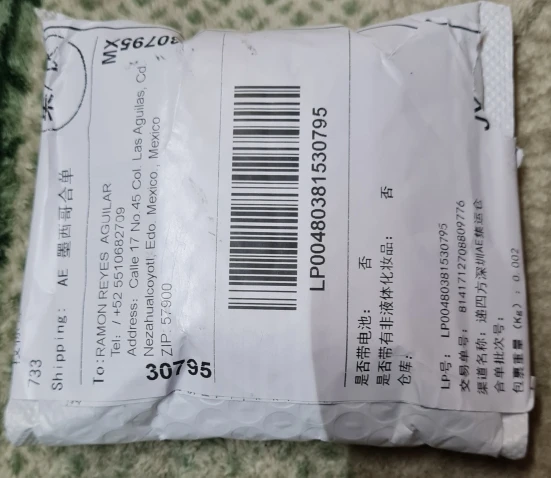 733
Shipping: AE 墨西哥合单
MX
30795
To:RAMON REYES AGUILAR
Tel: / +52 5510682709
Address: Calle 17 No 45 Col. Las Aguilas, Cd
Nezahualcoyotl, Edo. Mexico., Mexico
ZIP: 57900
30795
LP00480381530795
是否带电池: 否
是否带有非液体化妆品: 否
仓库:
LP号: LP00480381530795
交易单号: 8141712708809776
渠道名称: 递四方深圳AE集运仓
合单批次号:
包裹重量 (Kg): 0.002